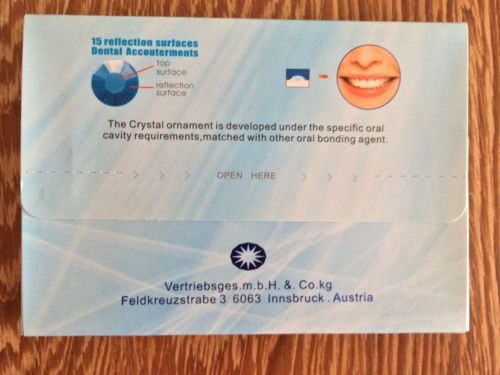 15 reflection surfaces
Dental Accouterments
top
surface
reflection
surface
The Crystal ornament is developed under the specific oral
cavity requirements,matched with other oral bonding agent.
OPEN HERE
Vertriebsges.m.b.H. &. Co.kg
Feldkreuzstrabe 3 6063 Innsbruck . Austria